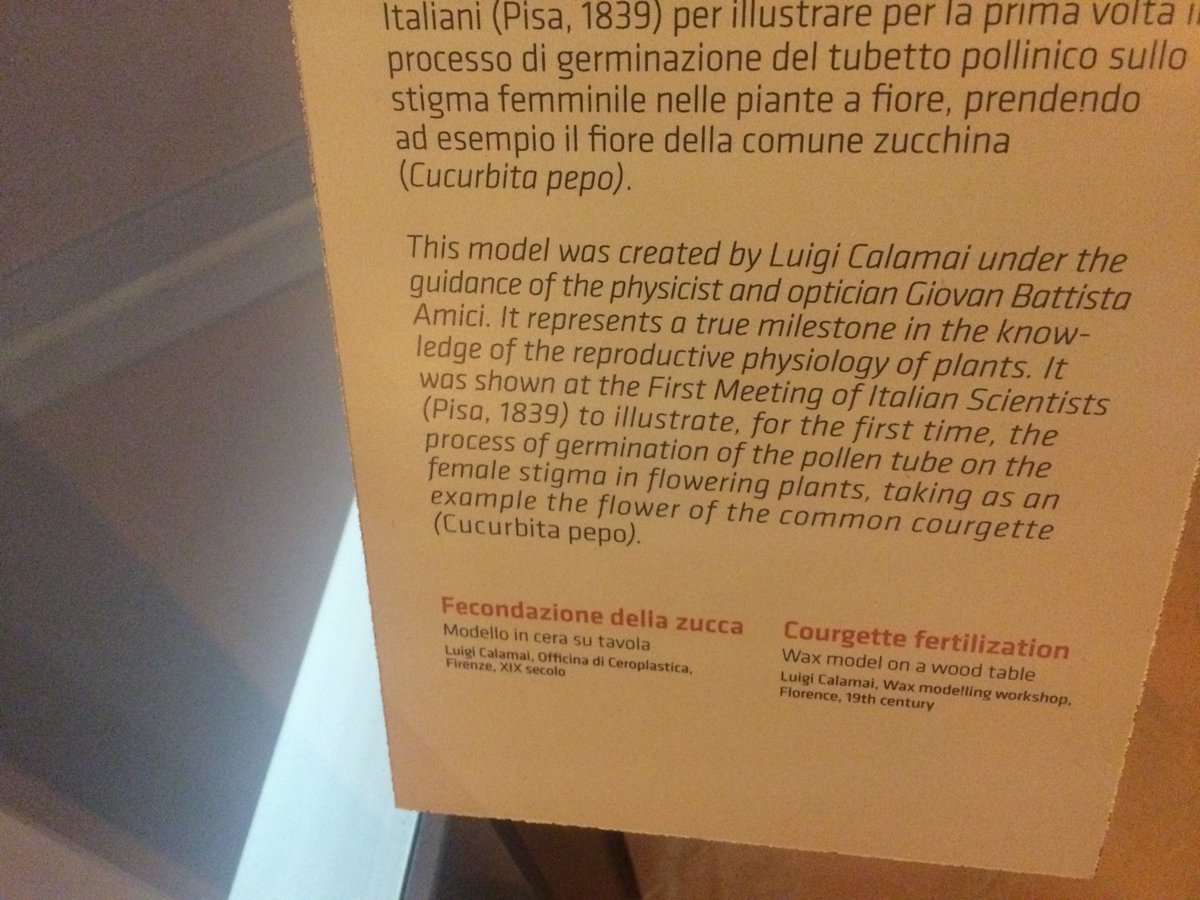 Italiani (Pisa, 1839) per illustrare per la prima volta il
processo di germinazione del tubetto pollinico sullo
stigma femminile nelle piante a fiore, prendendo
ad esempio il fiore della comune zucchina
(Cucurbita pepo).
This model was created by Luigi Calamai under the
guidance of the physicist and optician Giovan Battista
Amici. It represents a true milestone in the know-
ledge of the reproductive physiology of plants. It
was shown at the First Meeting of Italian Scientists
(Pisa, 1839) to illustrate, for the first time, the
process of germination of the pollen tube on the
female stigma in flowering plants, taking as an
example the flower of the common courgette
(Cucurbita pepo).
Fecondazione della zucca
Modello in cera su tavola
Luigi Calamai, Officina di Ceroplastica,
Firenze, XIX secolo
Courgette fertilization
Wax model on a wood table
Luigi Calamai, Wax modelling workshop,
Florence, 19th century